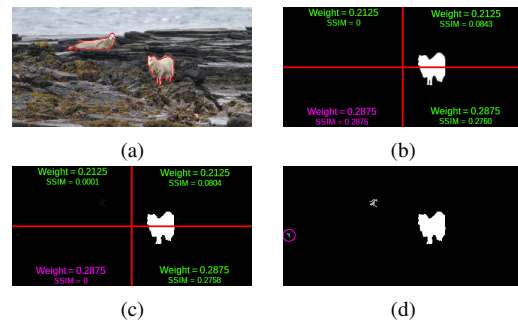 Weight = 0.2125
SSIM = 0
Weight = 0.2125
SSIM = 0.0843
Weight = 0.2875
SSIM = 0.2875
Weight = 0.2875
SSIM = 0.2760
(a)
(b)
Weight = 0.2125
SSIM = 0.0001
Weight = 0.2125
SSIM = 0.0804
Weight = 0.2875
SSIM = 0
Weight = 0.2875
SSIM = 0.2758
(c)
(d)